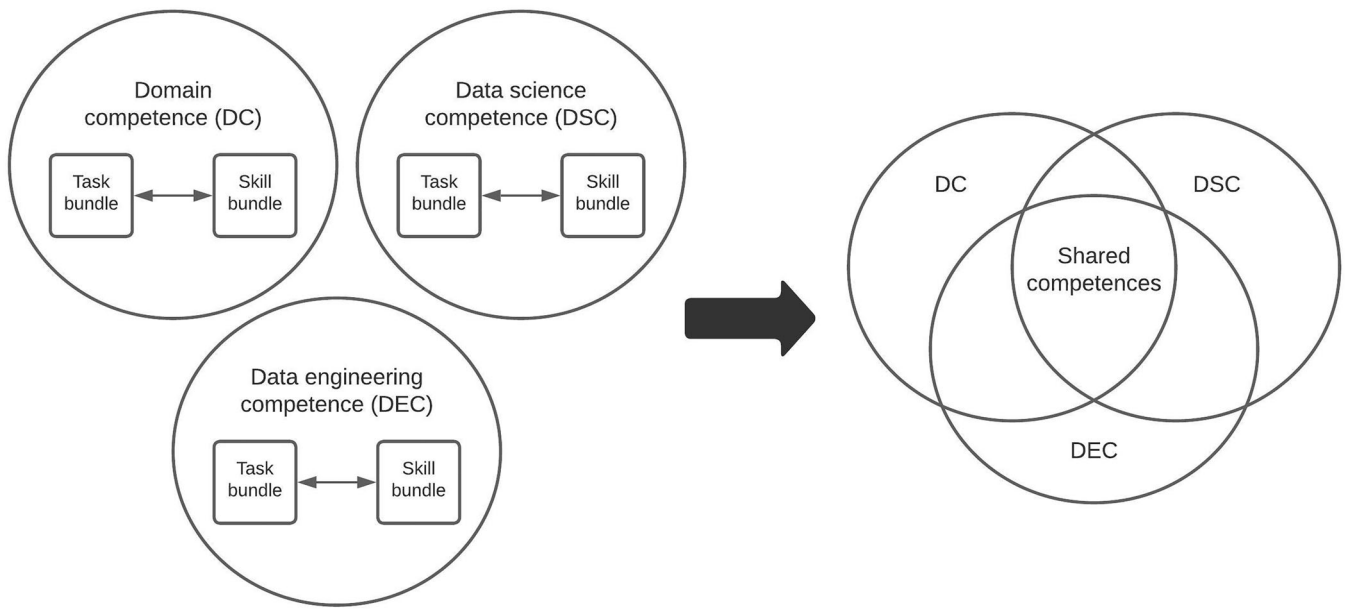 Domain
competence (DC)
Task
bundle
Skill
bundle
Data science
competence (DSC)
Task
bundle
Skill
bundle
Data engineering
competence (DEC)
Task
bundle
Skill
bundle
DC
DSC
Shared
competences
DEC